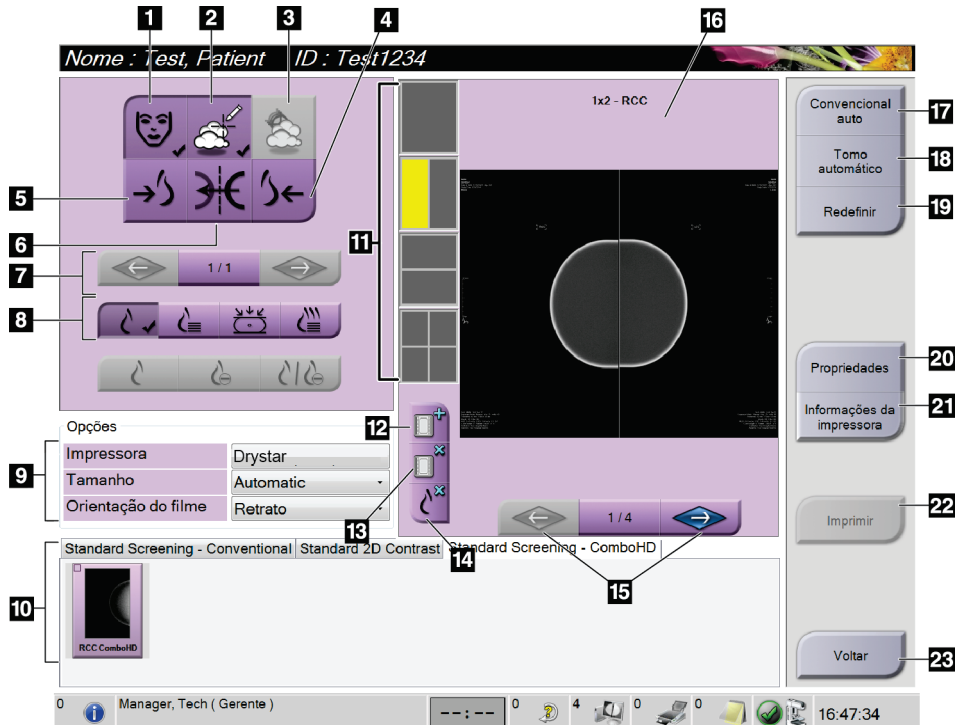 1
2
3
4
16
Nome : Test, Patient    ID : Test1234
1x2 - RCC
Convencional auto
17
Tomo automático
18
Redefinir
19
5
6
7
1 / 1
11
8
Propriedades
20
Informações da impressora
21
12
Opções
9
Impressora
Drystar
Tamanho
Automatic
Orientação do filme
Retrato
13
14
1 / 4
15
Imprimir
22
Standard Screening - Conventional
Standard 2D Contrast
Standard Screening - ComboHD
10
RCC ComboHD
Voltar
23
0
Manager, Tech ( Gerente )
--:--
0
4
0
0
16:47:34